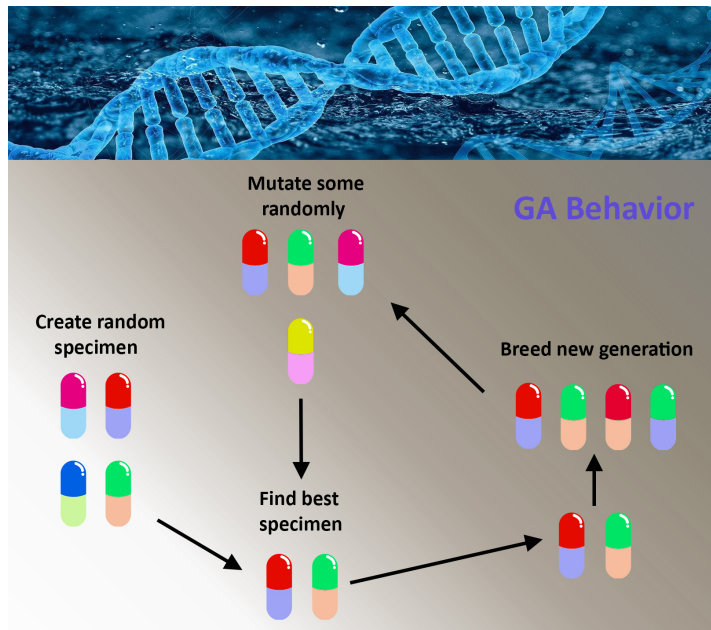 Mutate some
randomly
GA Behavior
Create random
specimen
Breed new generation
Find best
specimen